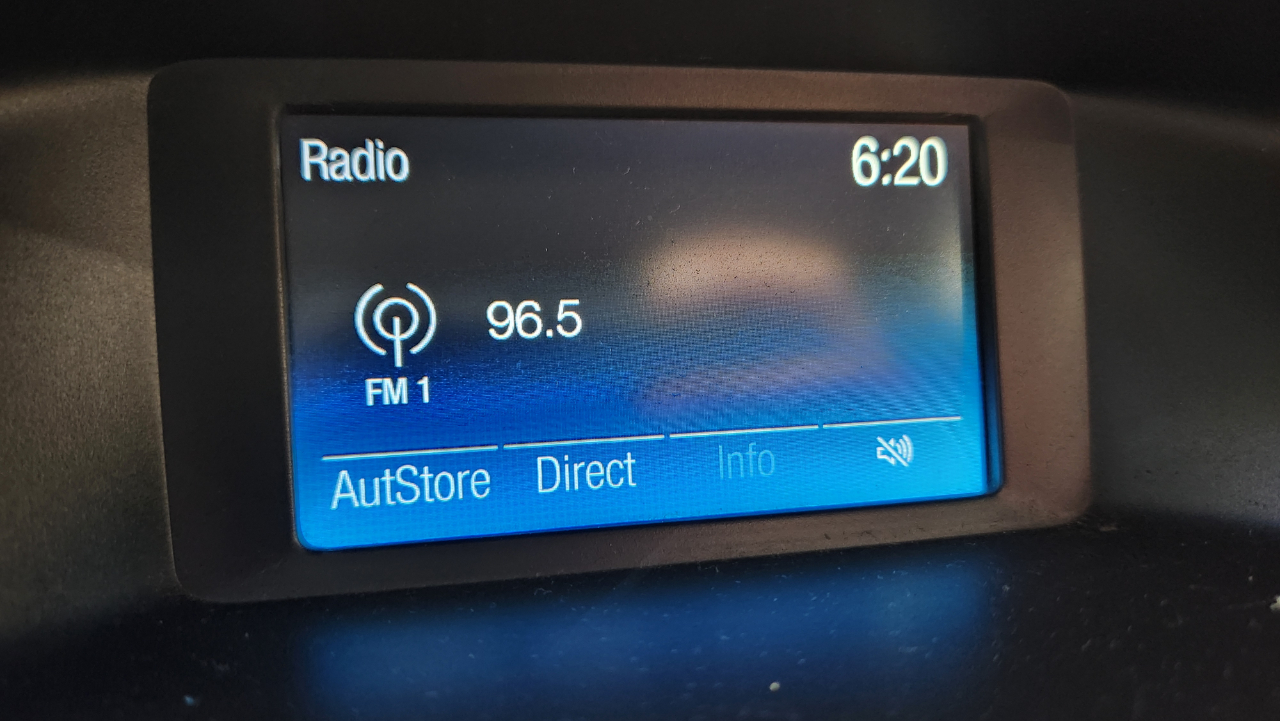 Radio 6:20
96.5
FM 1
AutStore Direct Info